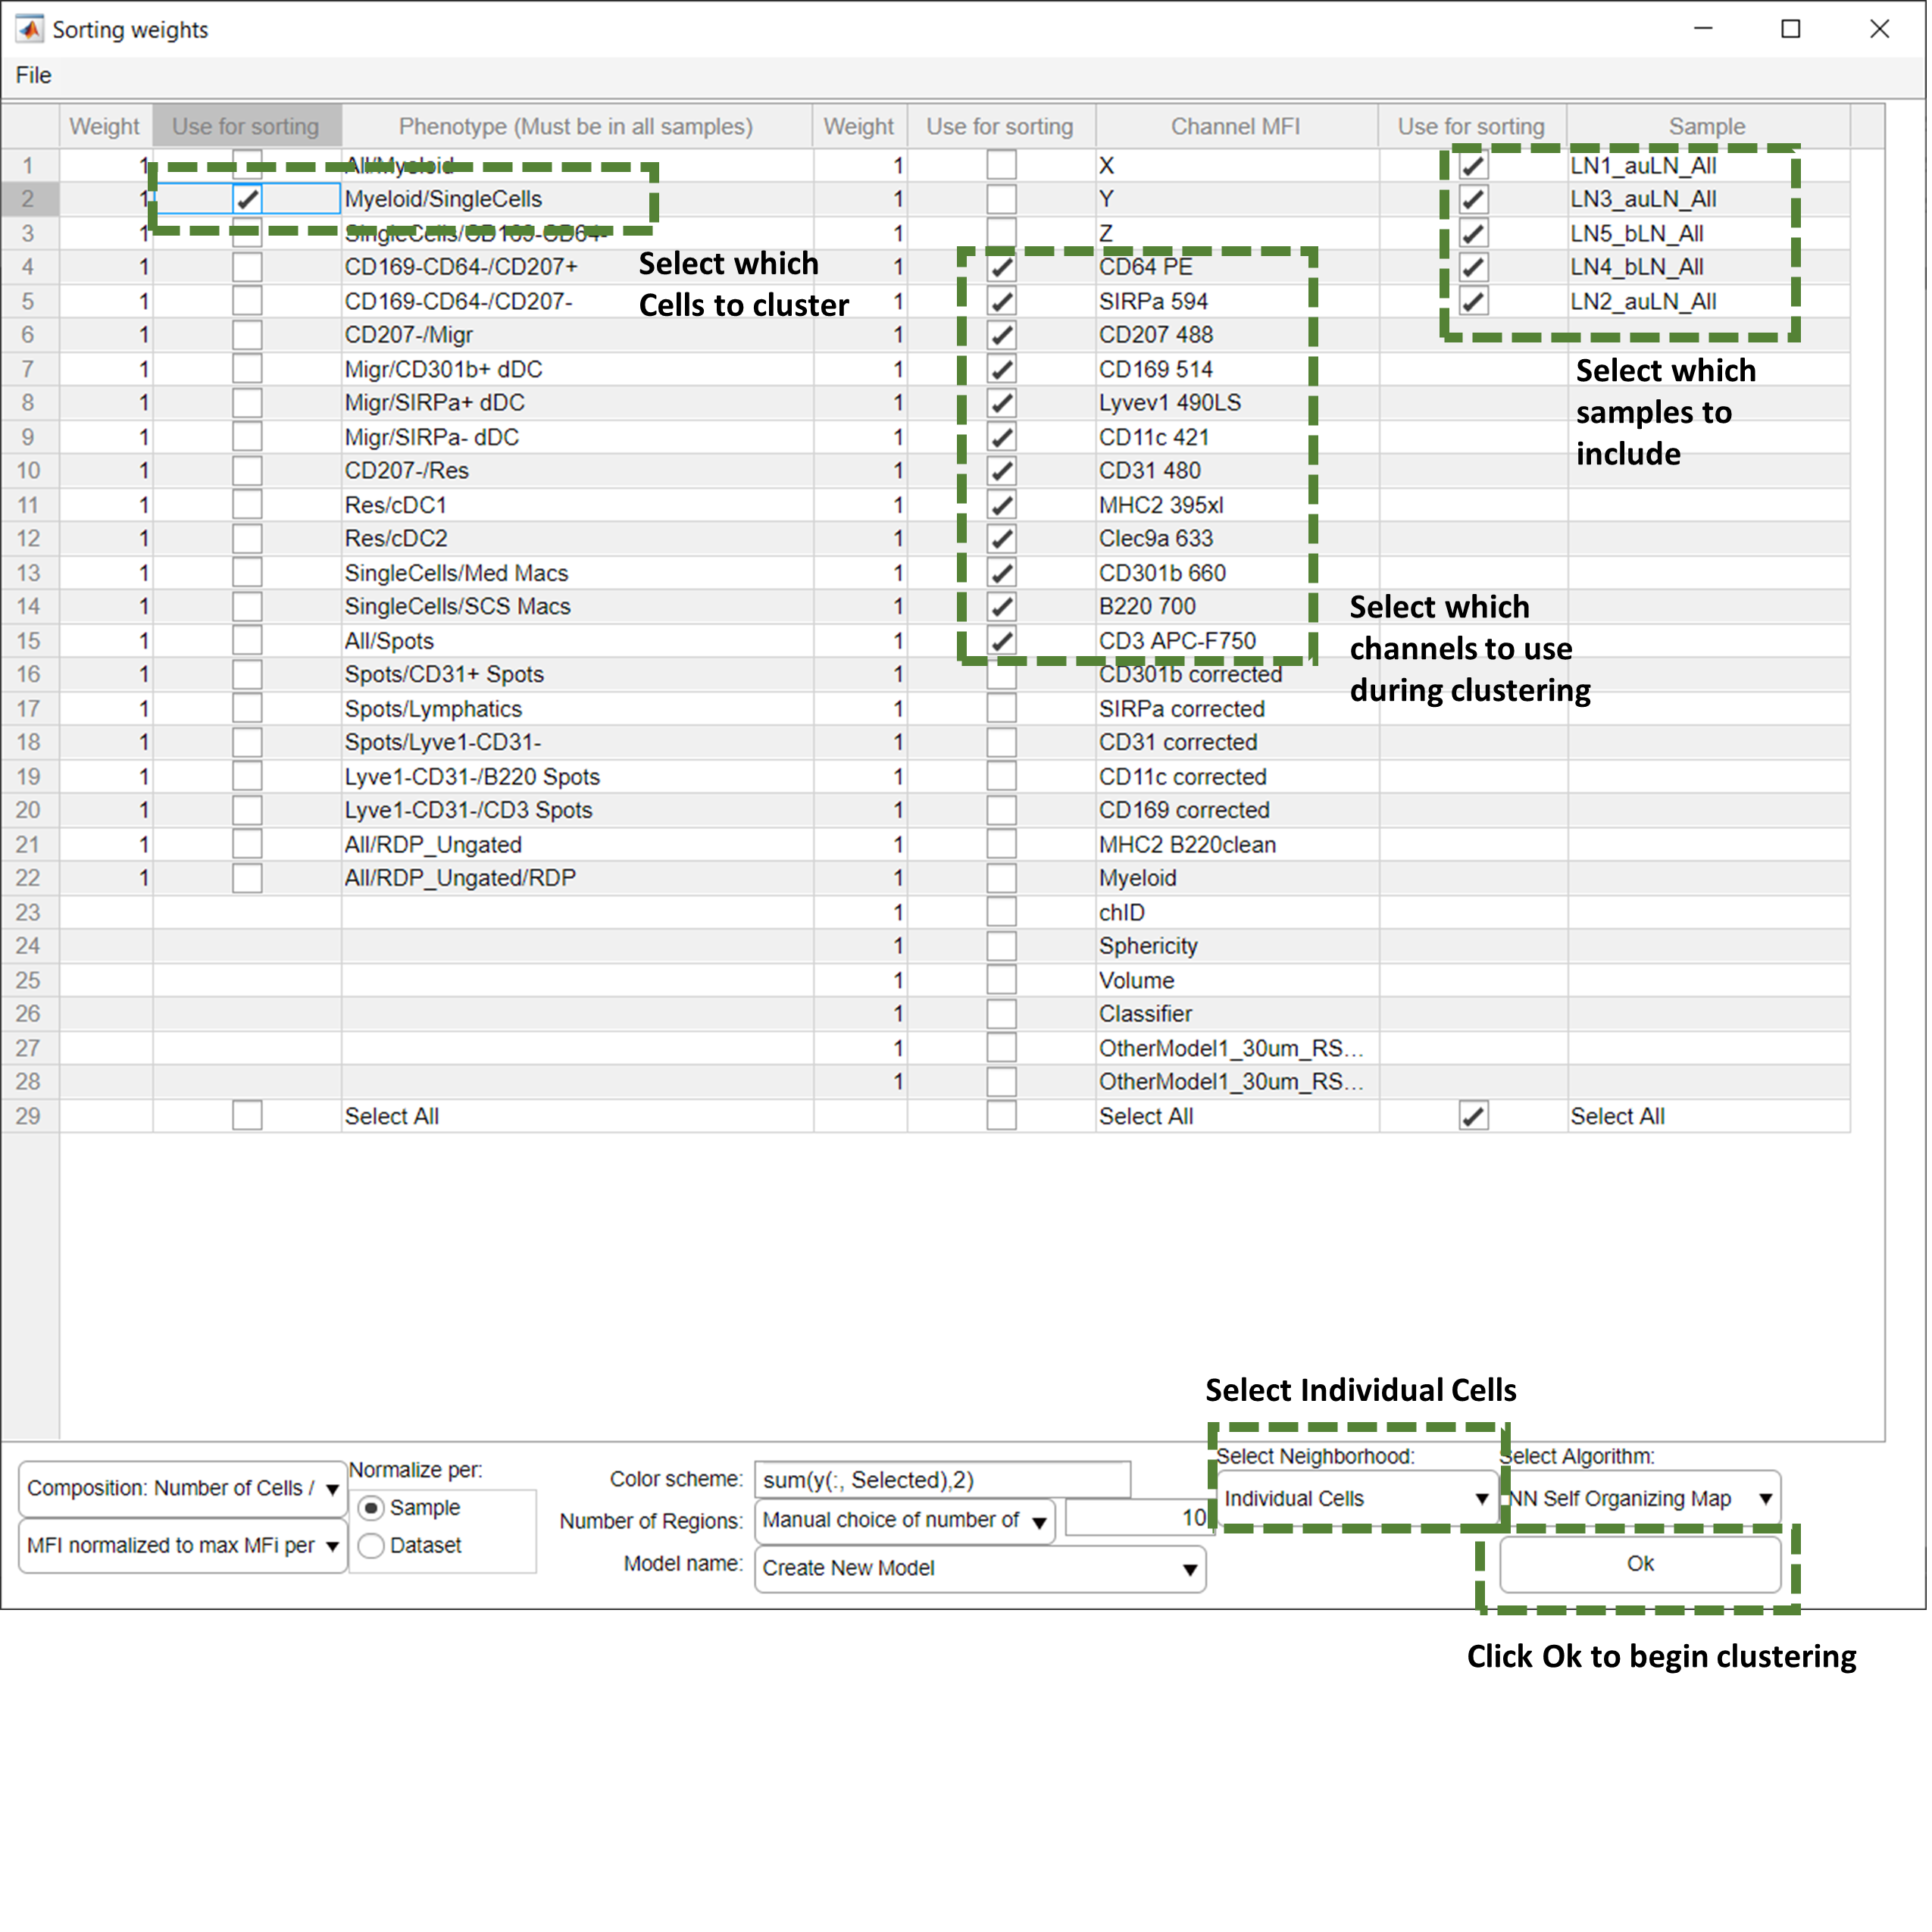 Sorting weights
File
Weight Use for sorting Phenotype (Must be in all samples) Weight Use for sorting Channel MFI Use for sorting Sample
1 1 All/Myeloid 1 X LN1_auLN_All
2 1 Myeloid/SingleCells 1 Y LN3_auLN_All
3 1 SingleCells/CD169-CD64- 1 Z LN5_bLN_All
4 1 CD169-CD64-/CD207+ 1 CD64 PE LN4_bLN_All
5 1 CD169-CD64-/CD207- 1 SIRPa 594 LN2_auLN_All
6 1 CD207-/Migr 1 CD207 488
7 1 Migr/CD301b+ dDC 1 CD169 514
8 1 Migr/SIRPa+ dDC 1 Lyvev1 490LS
9 1 Migr/SIRPa- dDC 1 CD11c 421
10 1 CD207-/Res 1 CD31 480
11 1 Res/cDC1 1 MHC2 395xl
12 1 Res/cDC2 1 Clec9a 633
13 1 SingleCells/Med Macs 1 CD301b 660
14 1 SingleCells/SCS Macs 1 B220 700
15 1 All/Spots 1 CD3 APC-F750
16 1 Spots/CD31+ Spots 1 CD301b corrected
17 1 Spots/Lymphatics 1 SIRPa corrected
18 1 Spots/Lyve1-CD31- 1 CD31 corrected
19 1 Lyve1-CD31-/B220 Spots 1 CD11c corrected
20 1 Lyve1-CD31-/CD3 Spots 1 CD169 corrected
21 1 All/RDP_Ungated 1 MHC2 B220clean
22 1 All/RDP_Ungated/RDP 1 Myeloid
23 1 chID
24 1 Sphericity
25 1 Volume
26 1 Classifier
27 1 OtherModel1_30um_RS...
28 1 OtherModel1_30um_RS...
29 Select All Select All Select All
Select which
Cells to cluster
Select which
samples to
include
Select which
channels to use
during clustering
Select Individual Cells
Composition: Number of Cells /
MFI normalized to max MFi per
Normalize per:
Sample
Dataset
Color scheme: sum(y(:, Selected),2)
Number of Regions: Manual choice of number of 10
Model name: Create New Model
Select Neighborhood:
Individual Cells
Select Algorithm:
NN Self Organizing Map
Ok
Click Ok to begin clustering